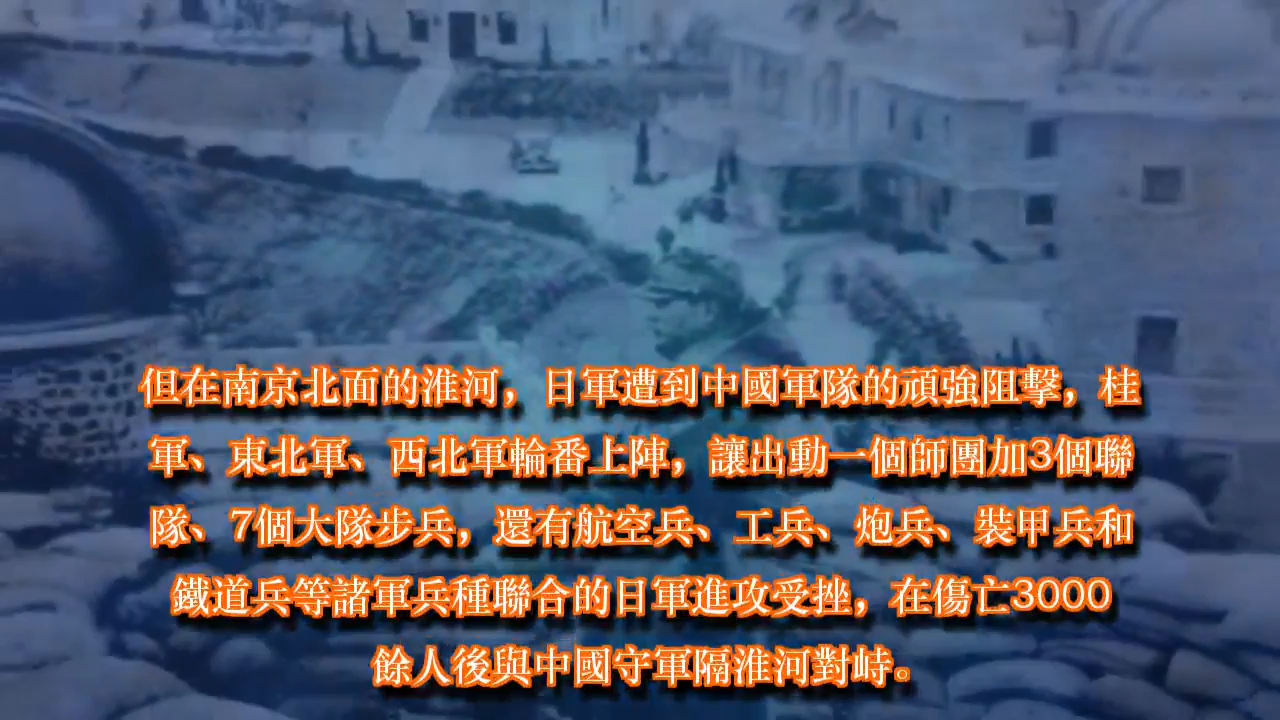 但在南京北面的淮河，日軍遭到中國軍隊的頑強阻擊，桂
軍、東北軍、西北軍輪番上陣，讓出動一個師團加3個聯
隊、7個大隊步兵，還有航空兵、工兵、炮兵、裝甲兵和
鐵道兵等諸軍兵種聯合的日軍進攻受挫，在傷亡3000
餘人後與中國守軍隔淮河對峙。